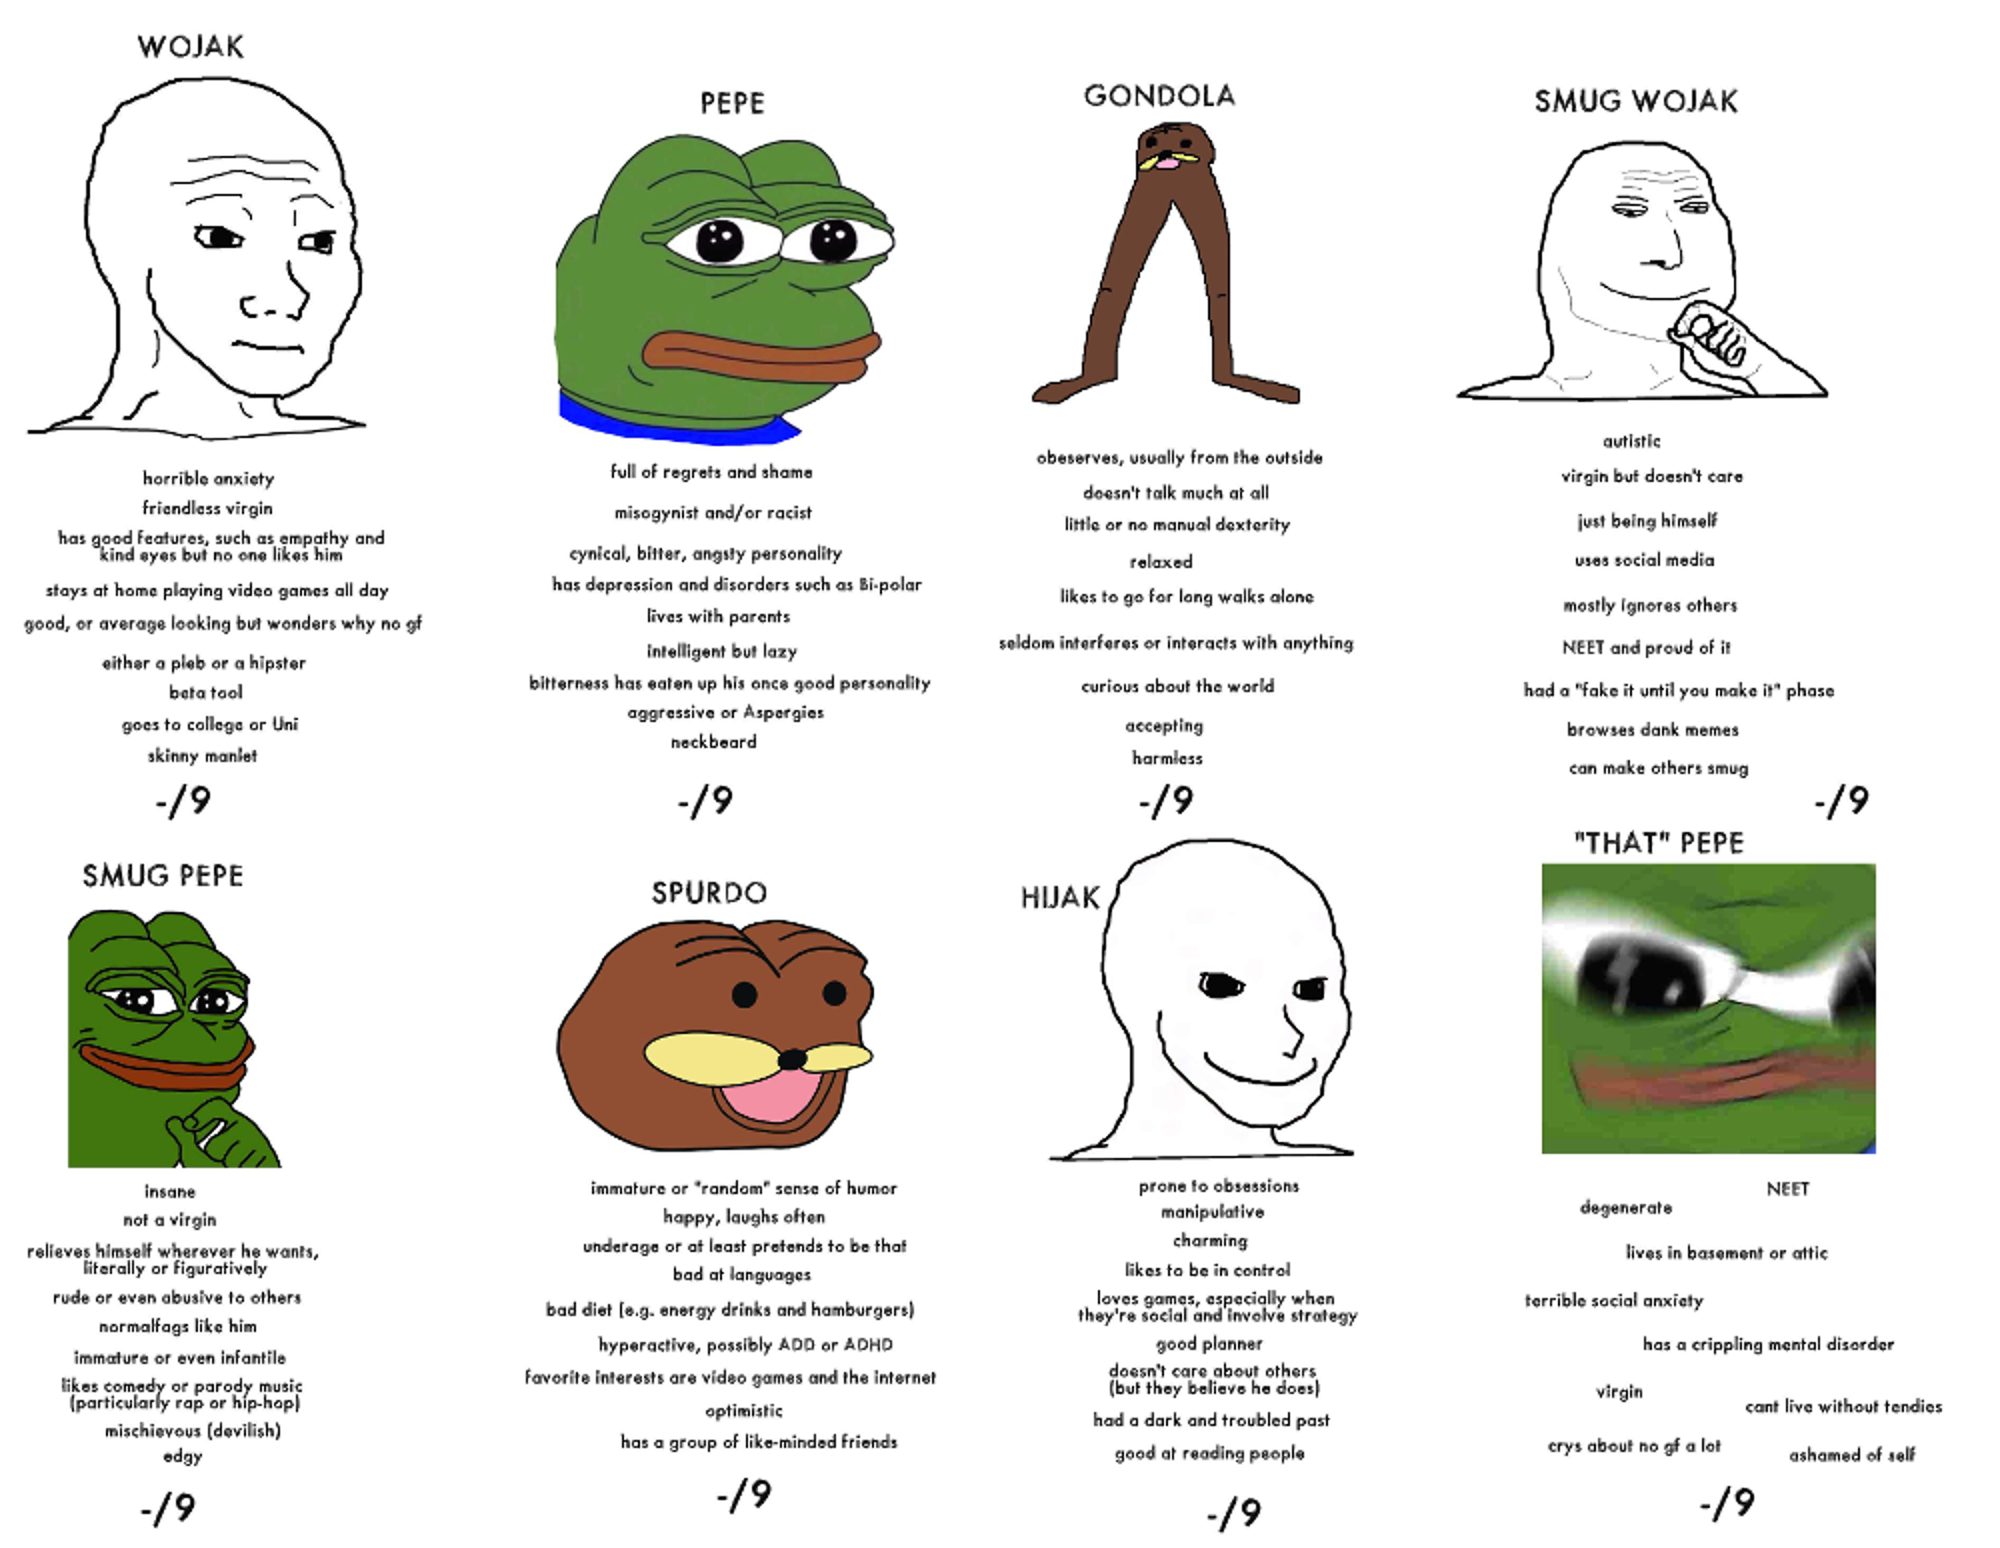 WOJAK
horrible anxiety
friendless virgin
has good features, such as empathy and
kind eyes but no one likes him
stays at home playing video games all day
good, or average looking but wonders why no gf
either a pleb or a hipster
beta tool
goes to college or Uni
skinny manlet
-/9
PEPE
full of regrets and shame
misogynist and/or racist
cynical, bitter, angsty personality
has depression and disorders such as Bi-polar
lives with parents
intelligent but lazy
bitterness has eaten up his once good personality
aggressive or Aspergies
neckbeard
-/9
GONDOLA
obeserves, usually from the outside
doesn't talk much at all
little or no manual dexterity
relaxed
likes to go for long walks alone
seldom interferes or interacts with anything
curious about the world
accepting
harmless
-/9
SMUG WOJAK
autistic
virgin but doesn't care
just being himself
uses social media
mostly ignores others
NEET and proud of it
had a "fake it until you make it" phase
browses dank memes
can make others smug
-/9
SMUG PEPE
insane
not a virgin
relieves himself wherever he wants,
literally or figuratively
rude or even abusive to others
normalfags like him
immature or even infantile
likes comedy or parody music
(particularly rap or hip-hop)
mischievous (devilish)
edgy
-/9
SPURDO
immature or "random" sense of humor
happy, laughs often
underage or at least pretends to be that
bad at languages
bad diet (e.g. energy drinks and hamburgers)
hyperactive, possibly ADD or ADHD
favorite interests are video games and the internet
optimistic
has a group of like-minded friends
-/9
HIJAK
prone to obsessions
manipulative
charming
likes to be in control
loves games, especially when
they're social and involve strategy
good planner
doesn't care about others
(but they believe he does)
had a dark and troubled past
good at reading people
-/9
"THAT" PEPE
NEET
degenerate
lives in basement or attic
terrible social anxiety
has a crippling mental disorder
virgin
cant live without tendies
crys about no gf a lot
ashamed of self
-/9